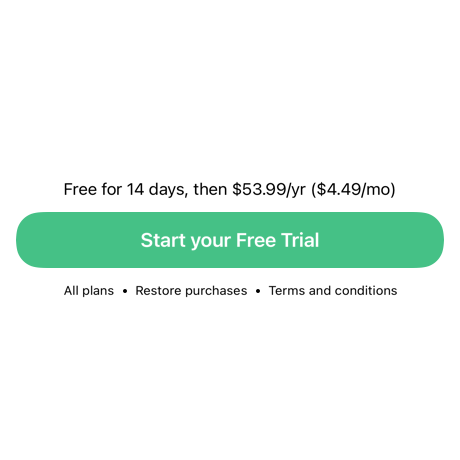 Free for 14 days, then $53.99/yr ($4.49/mo)
Start your Free Trial
All plans • Restore purchases • Terms and conditions